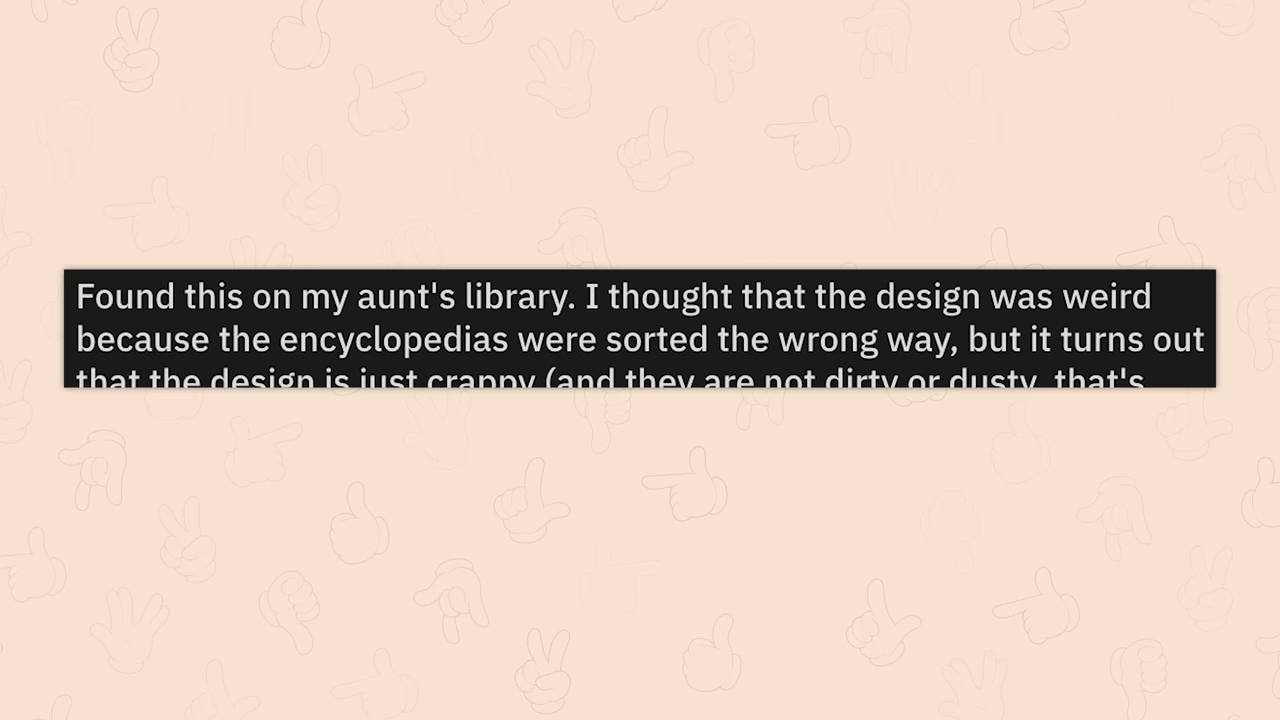 Found this on my aunt's library. I thought that the design was weird
because the encyclopedias were sorted the wrong way, but it turns out
that the design is just crappy (and they are not dirty or dusty, that's